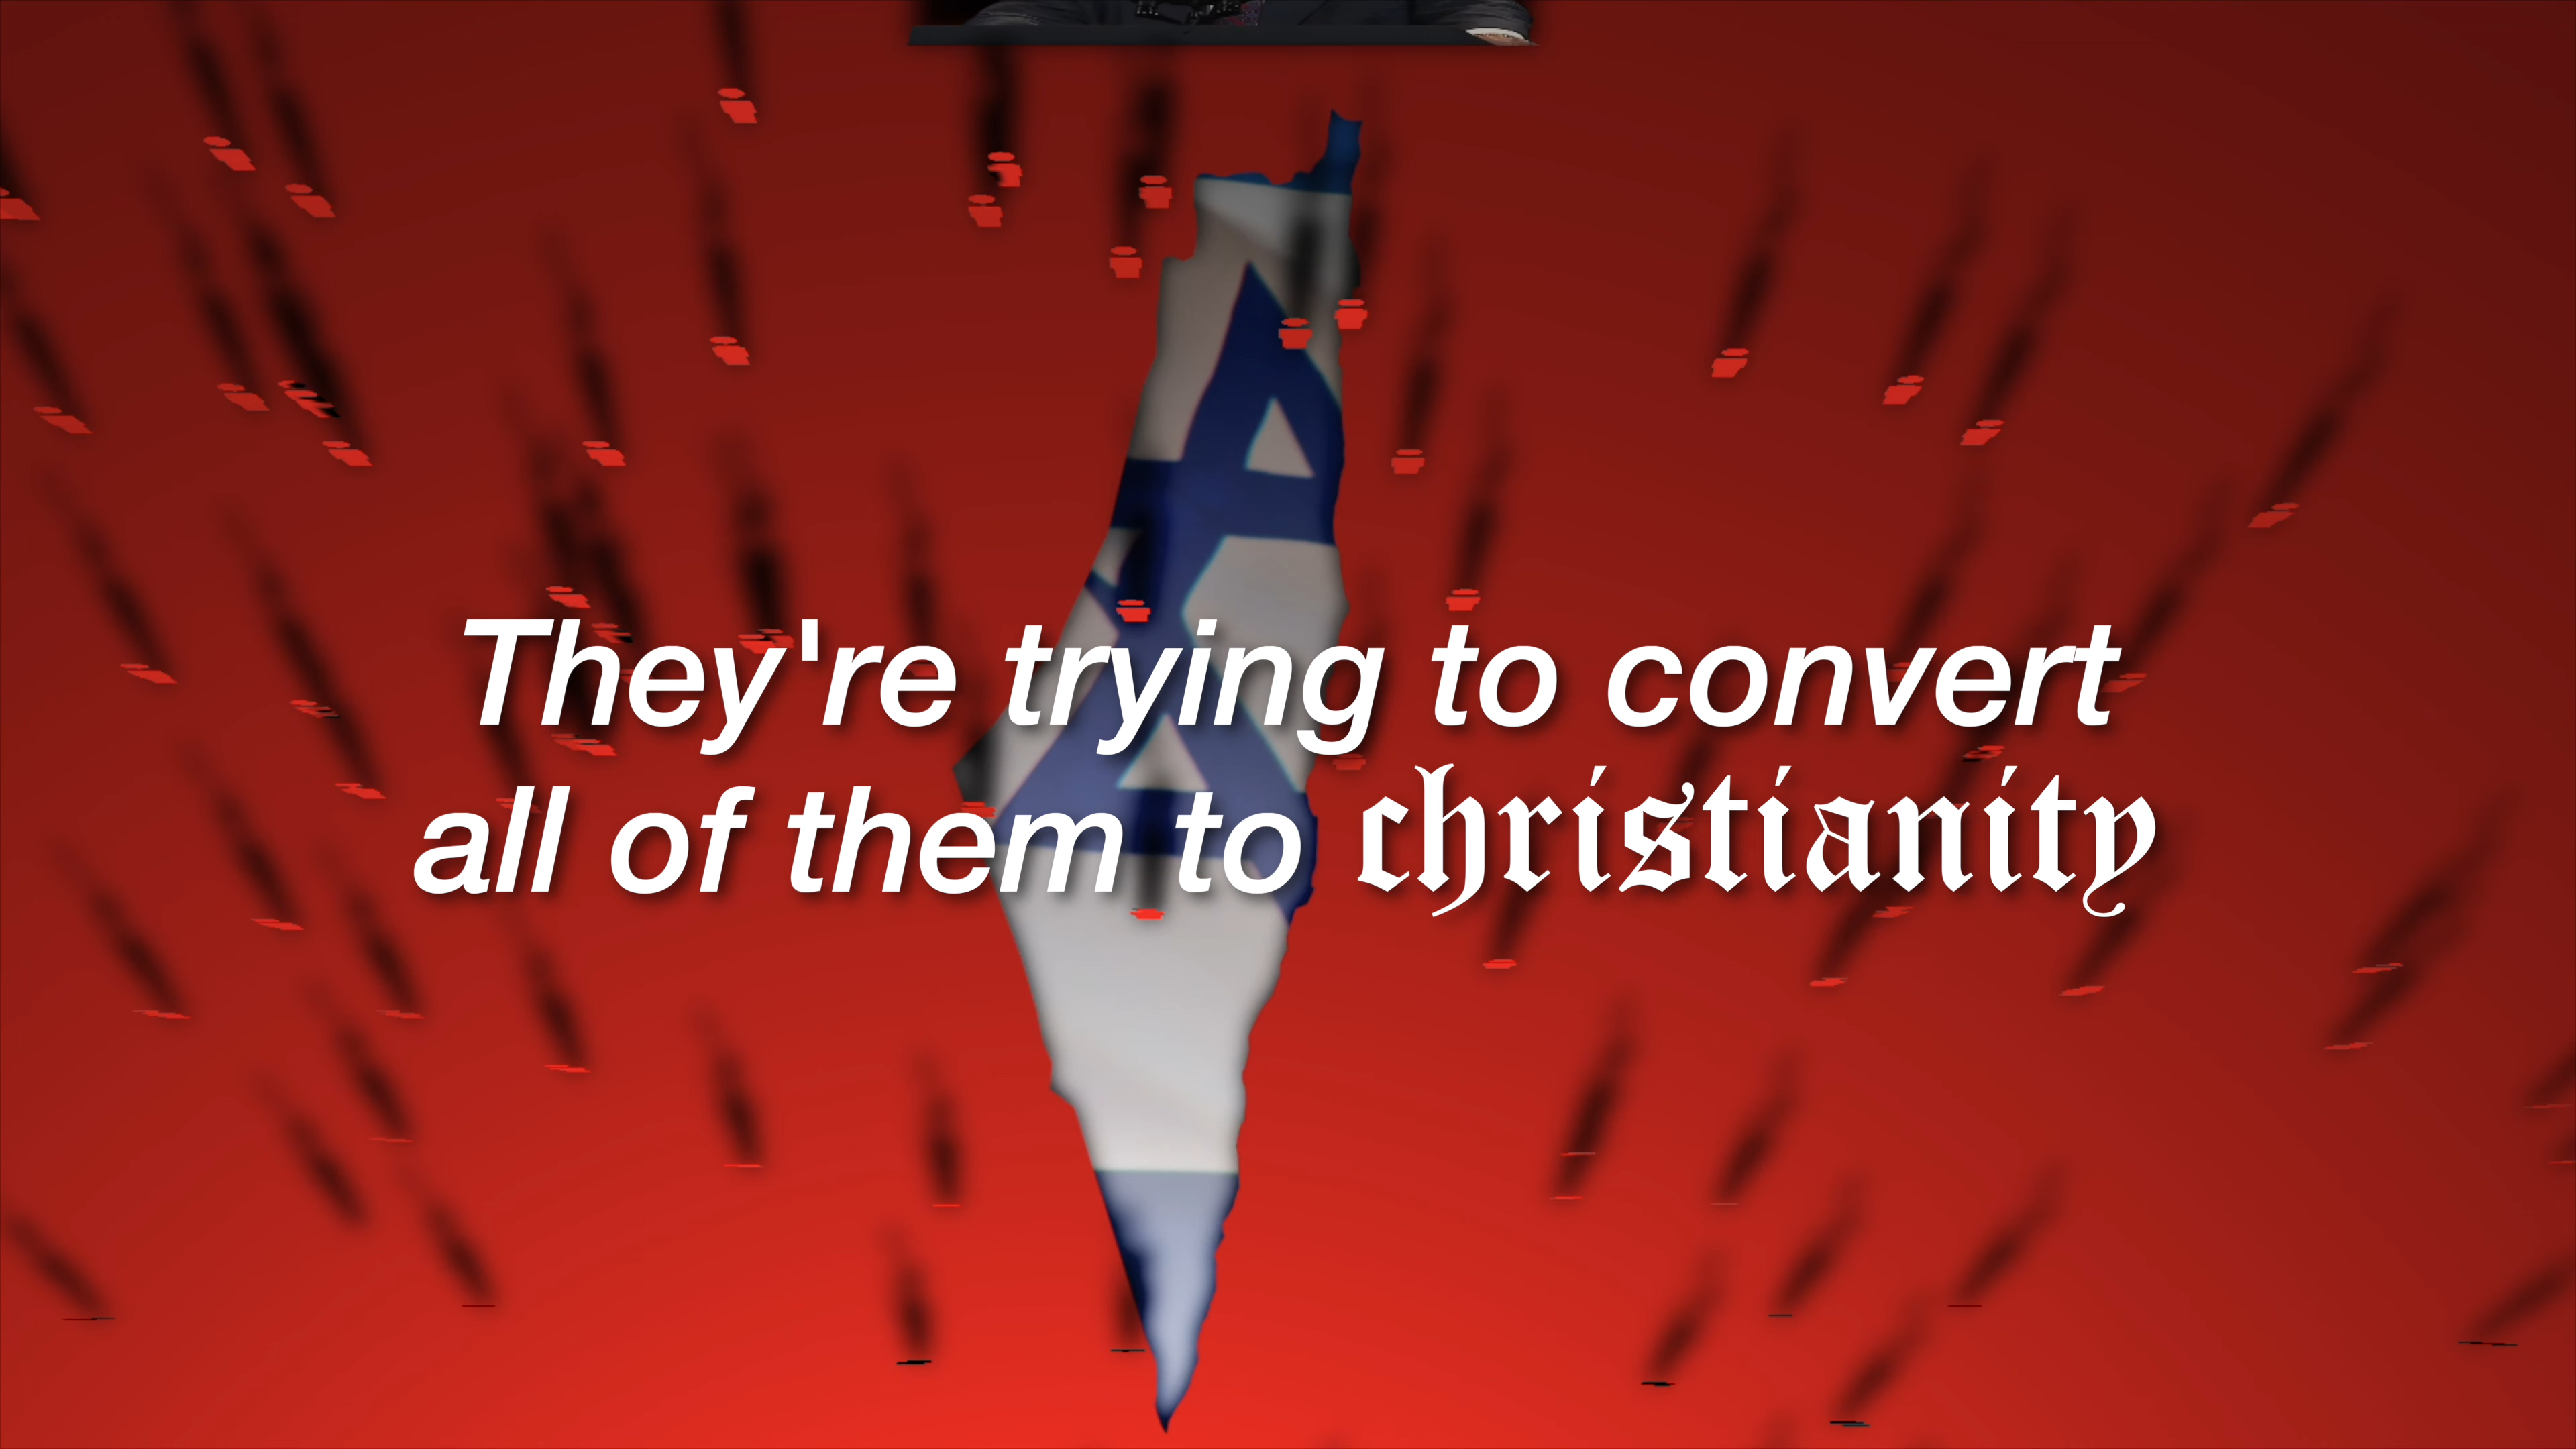 They're trying to convert
all of them to christianity